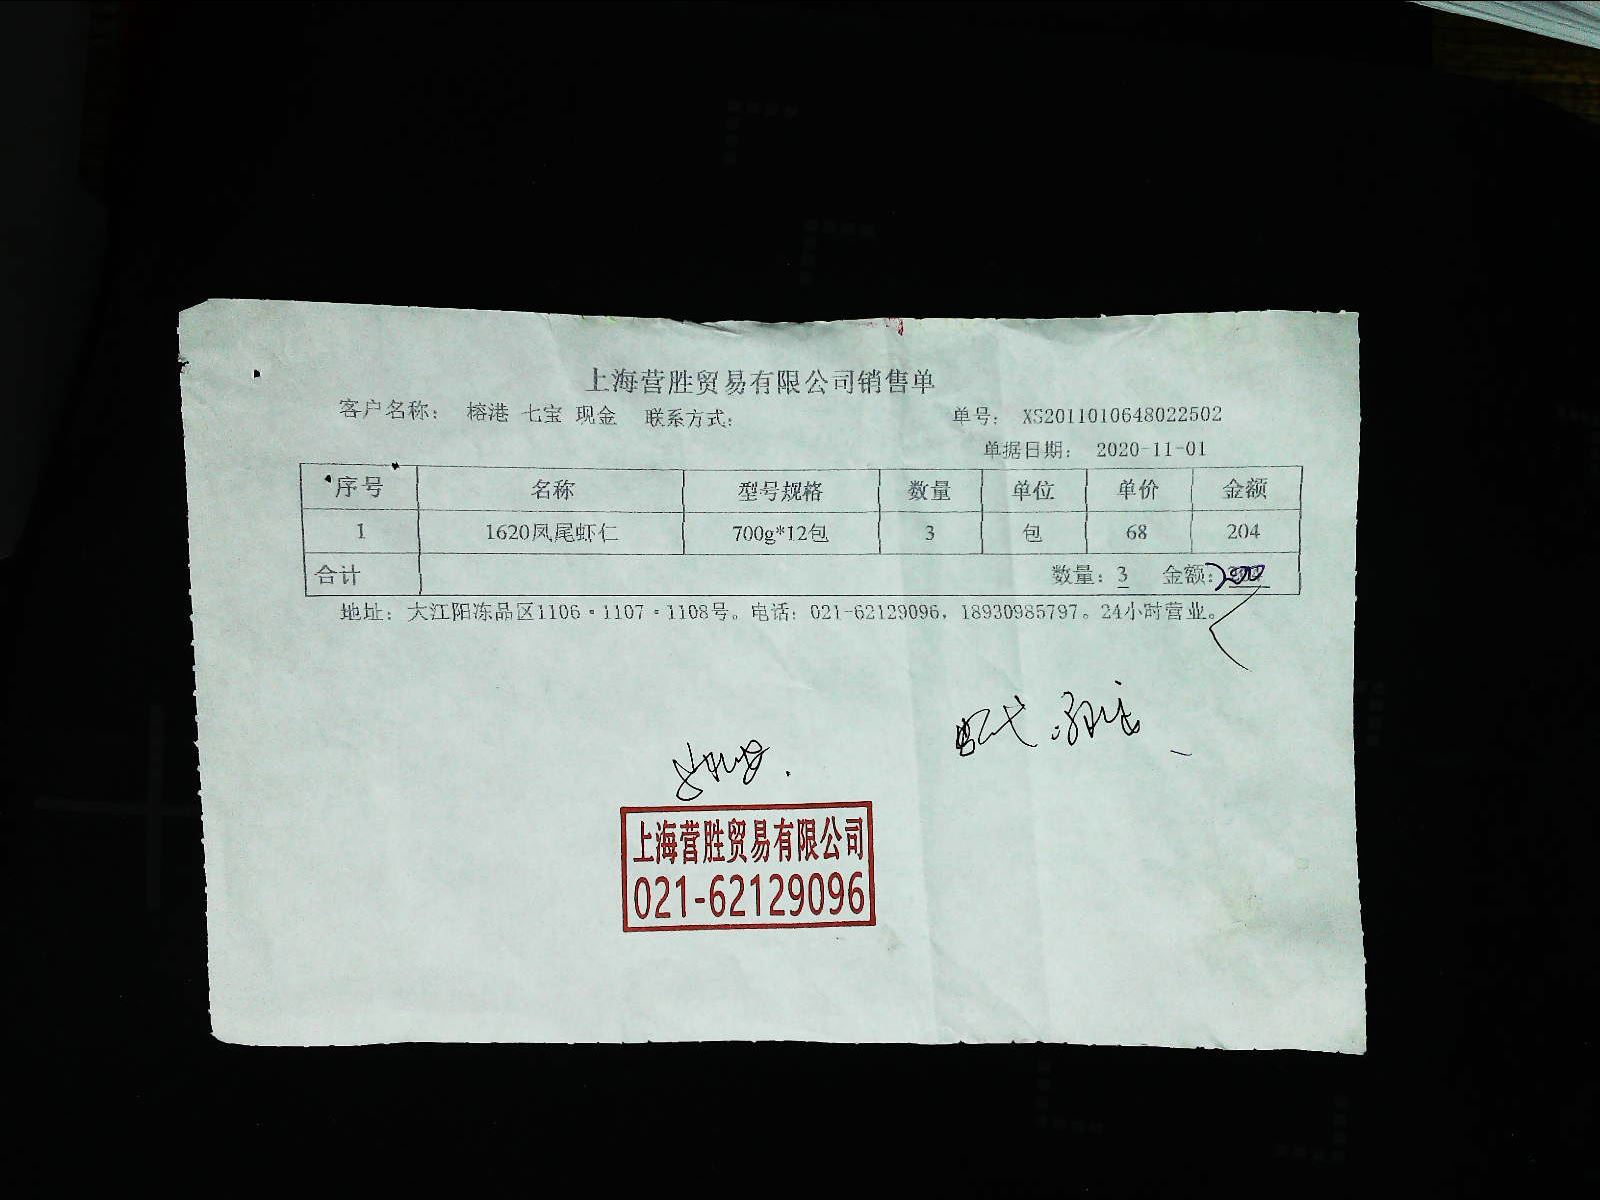 上海营胜贸易有限公司销售单
客户名称： 榕港 七宝 现金 联系方式： 单号： XS2011010648022502
单据日期： 2020-11-01
序号 名称 型号规格 数量 单位 单价 金额
1 1620凤尾虾仁 700g*12包 3 包 68 204
合计 数量：3 金额：200
地址：大江阳冻品区1106·1107·1108号。电话：021-62129096，18930985797。24小时营业。
上海营胜贸易有限公司
021-62129096